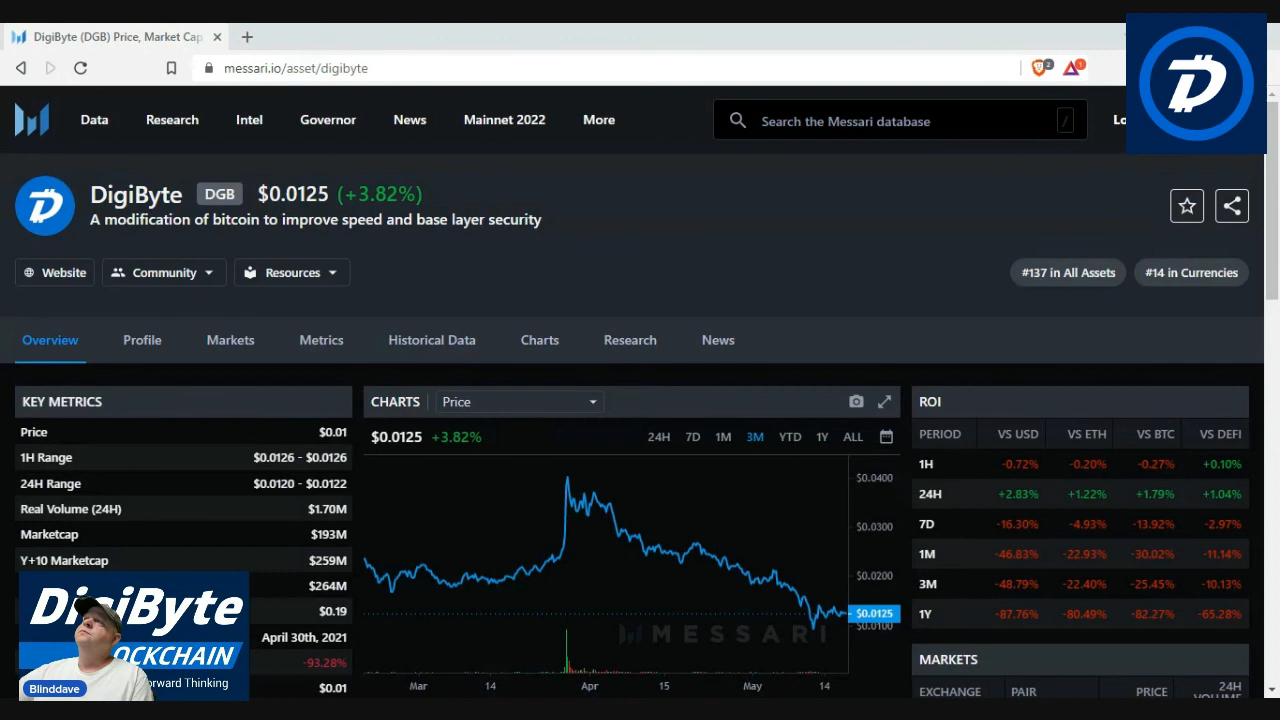 DigiByte (DGB) Price, Market Cap
messari.io/asset/digibyte
2
1
Data Research Intel Governor News Mainnet 2022 More
Search the Messari database /
DigiByte DGB $0.0125 (+3.82%)
A modification of bitcoin to improve speed and base layer security
Website Community Resources
#137 in All Assets #14 in Currencies
Overview Profile Markets Metrics Historical Data Charts Research News
KEY METRICS
Price $0.01
1H Range $0.0126 - $0.0126
24H Range $0.0120 - $0.0122
Real Volume (24H) $1.70M
Marketcap $193M
Y+10 Marketcap $259M
$264M
$0.19
April 30th, 2021
-93.28%
$0.01
DigiByte
OCKCHAIN
orward Thinking
Blinddave
CHARTS Price
$0.0125 +3.82% 24H 7D 1M 3M YTD 1Y ALL
$0.0400
$0.0300
$0.0200
$0.0125
$0.0100
MESSARI
Mar 14 Apr 15 May 14
ROI
PERIOD VS USD VS ETH VS BTC VS DEFI
1H -0.72% -0.20% -0.27% +0.10%
24H +2.83% +1.22% +1.79% +1.04%
7D -16.30% -4.93% -13.92% -2.97%
1M -46.83% -22.93% -30.02% -11.14%
3M -48.79% -22.40% -25.45% -10.13%
1Y -87.76% -80.49% -82.27% -65.28%
MARKETS
EXCHANGE PAIR PRICE 24H